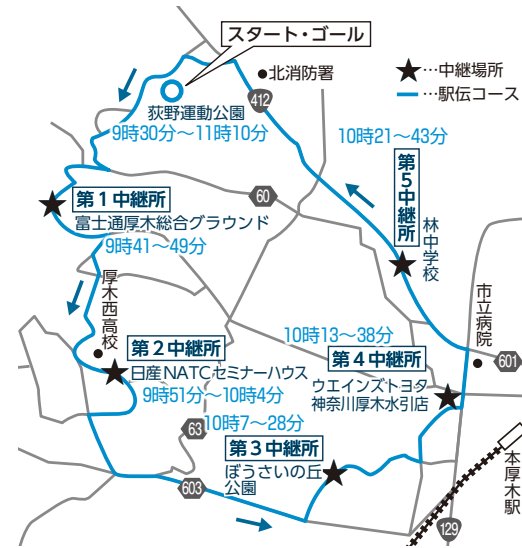 スタート・ゴール
北消防署
★…中継場所
…駅伝コース
412
荻野運動公園
9時30分～11時10分
10時21～43分
第5中継所
林中学校
60
第1中継所
富士通厚木総合グラウンド
9時41～49分
厚木西高校
市立病院
10時13～38分
第2中継所
第4中継所
601
日産NATCセミナーハウス
ウエインズトヨタ
神奈川厚木水引店
9時51分～10時4分
10時7～28分
63
第3中継所
ぼうさいの丘
公園
603
本厚木駅
129